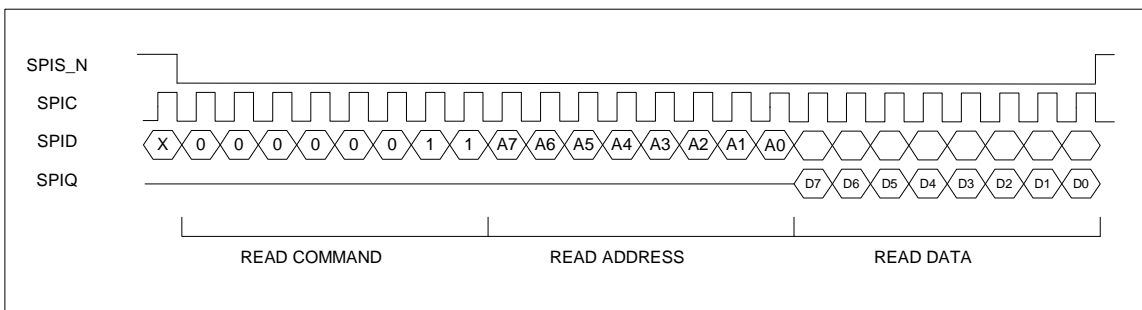 SPIS_N
SPIC
SPID X 0 0 0 0 0 0 1 1 A7 A6 A5 A4 A3 A2 A1 A0
SPIQ D7 D6 D5 D4 D3 D2 D1 D0
READ COMMAND READ ADDRESS READ DATA